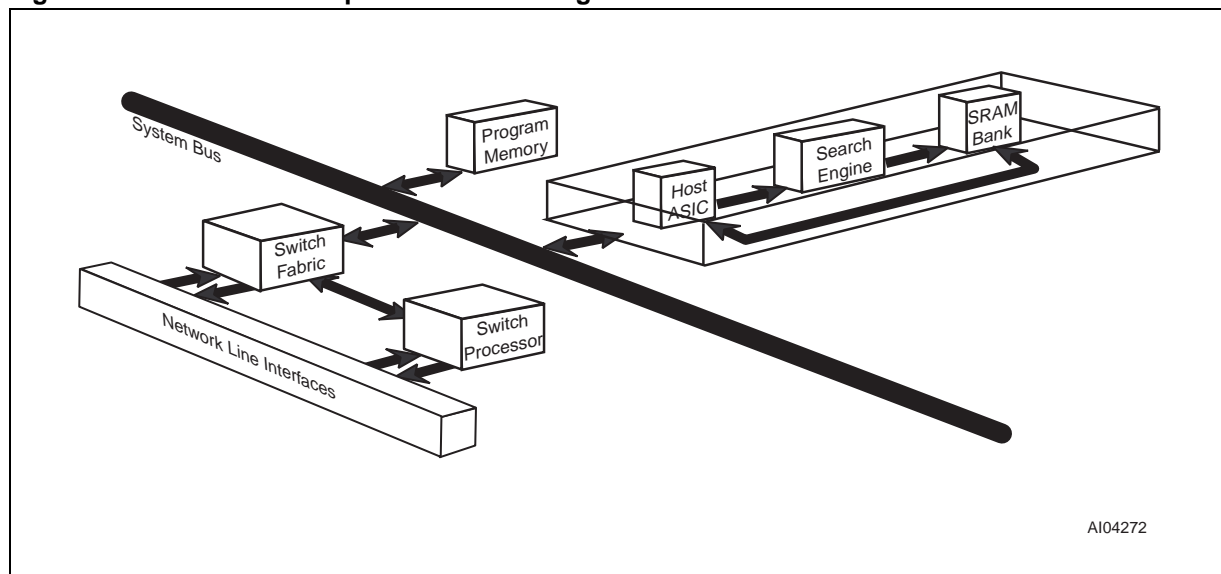 System Bus
Program
Memory
SRAM
Bank
Search
Engine
Host
ASIC
Switch
Fabric
Switch
Processor
Network Line Interfaces
AI04272